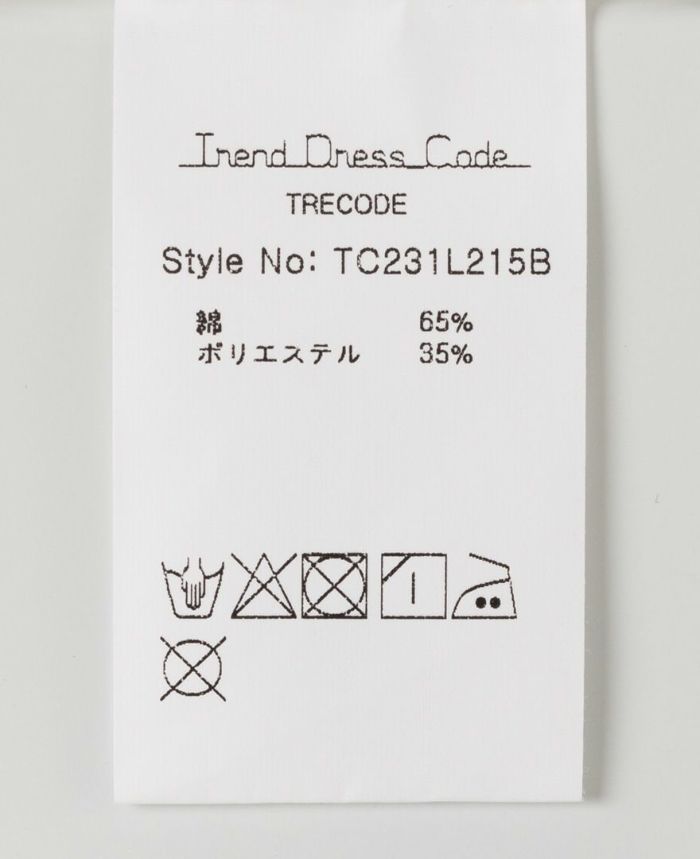 Trend Dress Code
TRECODE
Style No: TC231L215B
綿 65%
ポリエステル 35%